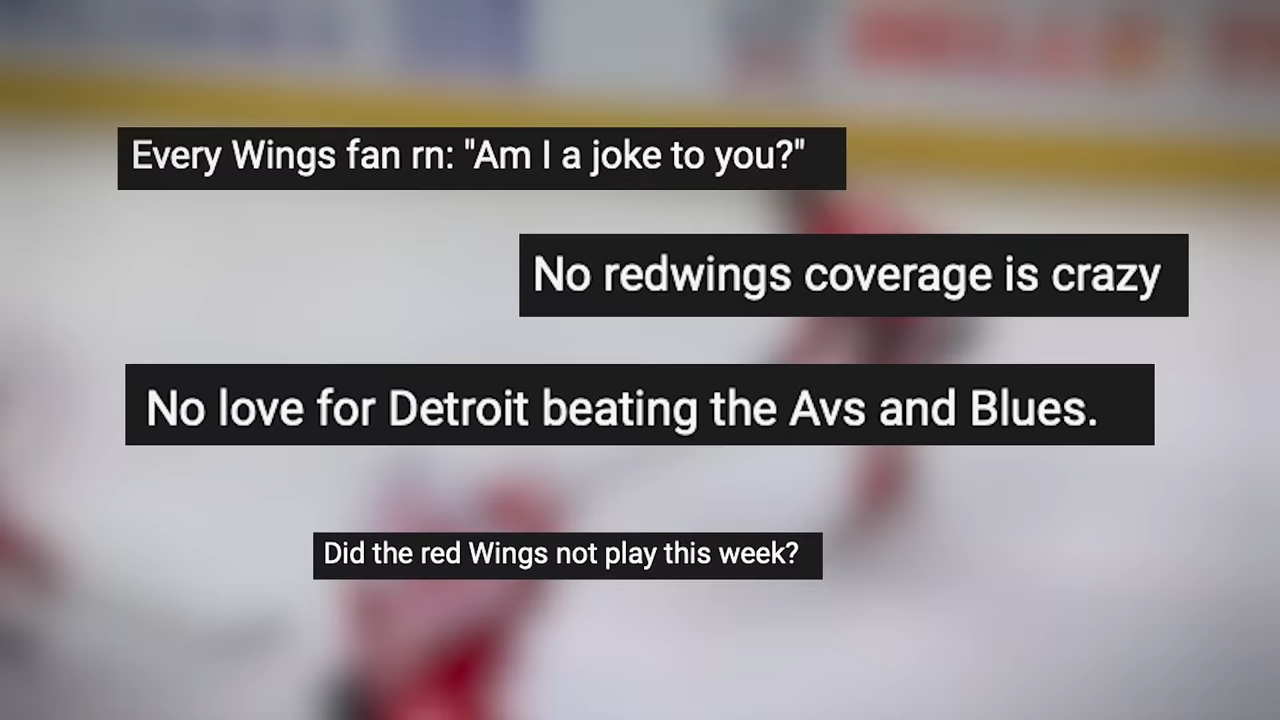 Every Wings fan rn: "Am I a joke to you?"
No redwings coverage is crazy
No love for Detroit beating the Avs and Blues.
Did the red Wings not play this week?